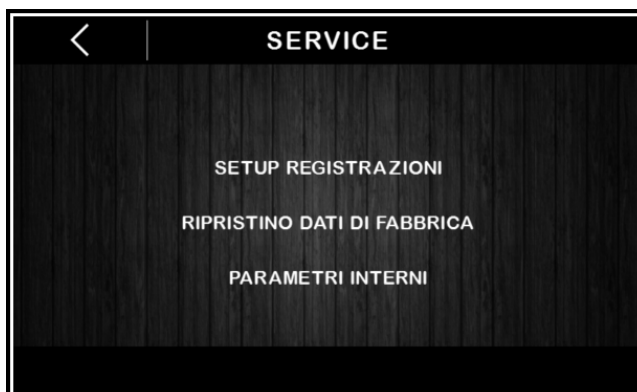 SERVICE
SETUP REGISTRAZIONI
RIPRISTINO DATI DI FABBRICA
PARAMETRI INTERNI